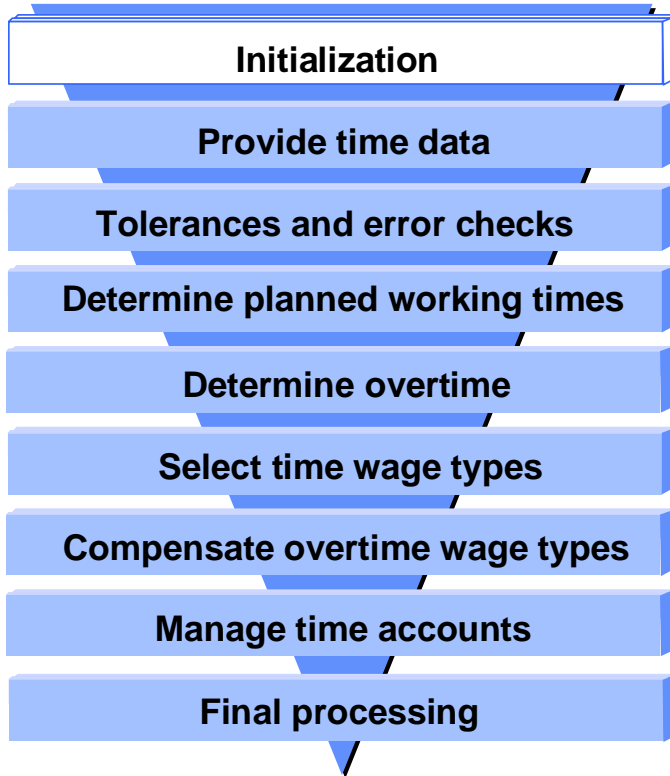 Initialization
Provide time data
Tolerances and error checks
Determine planned working times
Determine overtime
Select time wage types
Compensate overtime wage types
Manage time accounts
Final processing